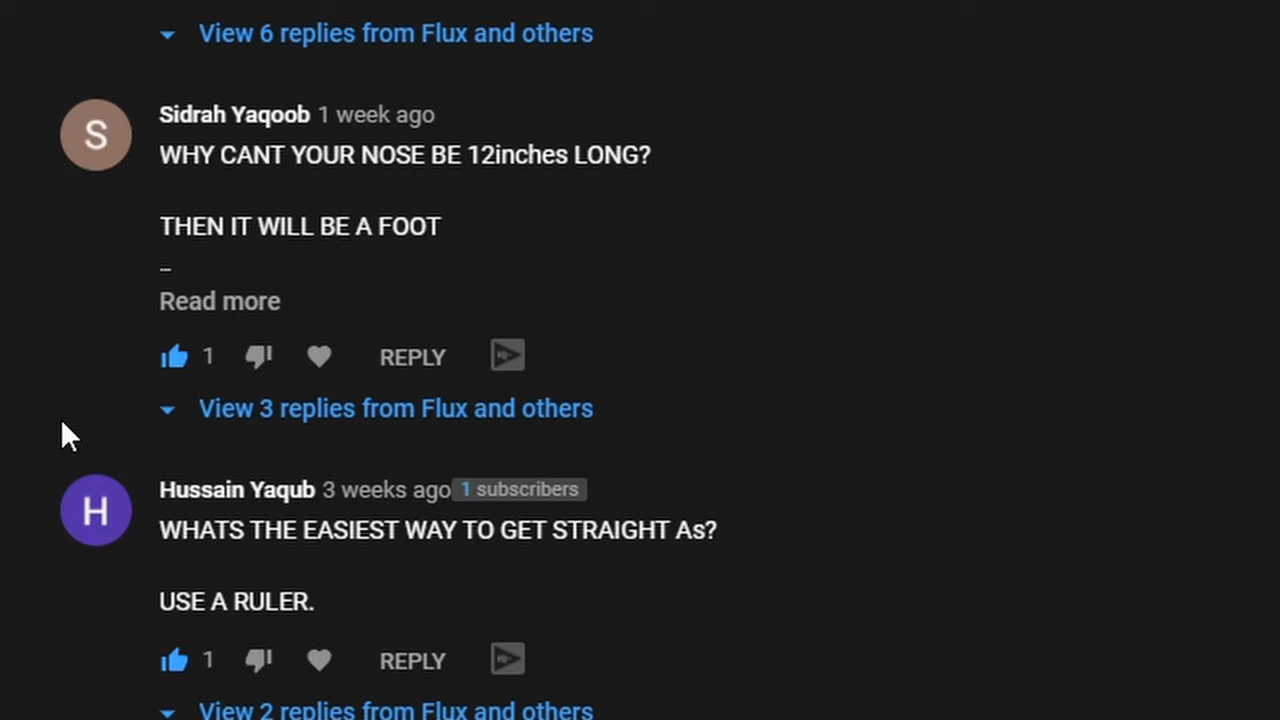 View 6 replies from Flux and others
S
Sidrah Yaqoob 1 week ago
WHY CANT YOUR NOSE BE 12inches LONG?
THEN IT WILL BE A FOOT
...
Read more
1 REPLY
View 3 replies from Flux and others
H
Hussain Yaqub 3 weeks ago 1 subscribers
WHATS THE EASIEST WAY TO GET STRAIGHT As?
USE A RULER.
1 REPLY
View 2 replies from Flux and others